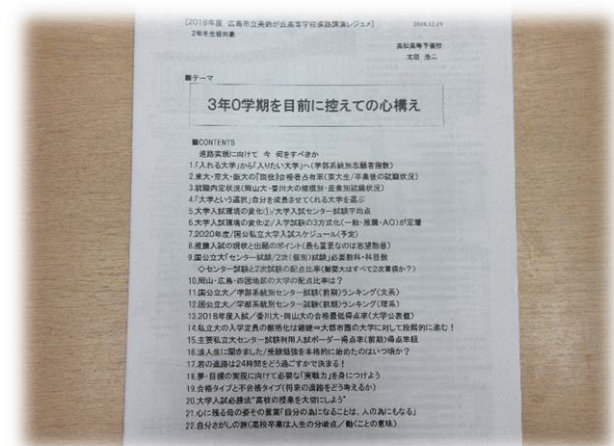 [2018年度 広島市立美鈴が丘高等学校進路講演レジュメ] 2018.12.19
2年生生徒対象
高松高等予備校
太田 浩二
■テーマ
3年0学期を目前に控えての心構え
■CONTENTS
進路実現に向けて 今 何をすべきか
1.「入れる大学」から「入りたい大学」へ(学部系統別志願者指数)
2.東大・京大・阪大の『現役』合格者占有率(東大生/卒業後の就職状況)
3.就職内定状況(岡山大・香川大の規模別・産業別就職状況)
4.「大学という選択」自分を成長させてくれる大学を選ぶ
5.大学入試環境の変化①/大学入試センター試験平均点
6.大学入試環境の変化②/入学試験の3方式化(一般・推薦・AO)が定着
7.2020年度/国公私立大学入試スケジュール(予定)
8.推薦入試の現状と出願のポイント(最も重要なのは志望動機)
9.国公立大「センター試験/2次(個別)試験」必要教科・科目数
◇センター試験と2次試験の配点比率(難関大はすべて2次重視か?)
10.岡山・広島・四国地区の大学の配点比率は?
11.国公立大/学部系統別センター試験(前期)ランキング(文系)
12.国公立大/学部系統別センター試験(前期)ランキング(理系)
13.2018年度入試/香川大・岡山大の合格最低得点率(大学公表値)
14.私立大の入学定員の厳格化は継続⇒大都市圏の大学に対して段階的に進む!
15.主要私立大センター試験利用入試ボーダー得点率(前期)得点率順
16.浪人生に聞きました/受験勉強を本格的に始めたのはいつ頃か?
17.君の進路は24時間をどう過ごすかで決まる!
18.夢・目標の実現に向けて必要な「実戦力」を身につけよう
19.合格タイプと不合格タイプ(将来の進路をどう考えるか)
20.大学入試必勝法“高校の授業を大切にしよう”
21.心に残る母の姿その言葉「自分の為になることは、人の為にもなる」
22.自分さがしの旅(高校卒業は人生の分岐点/働くことの意味)